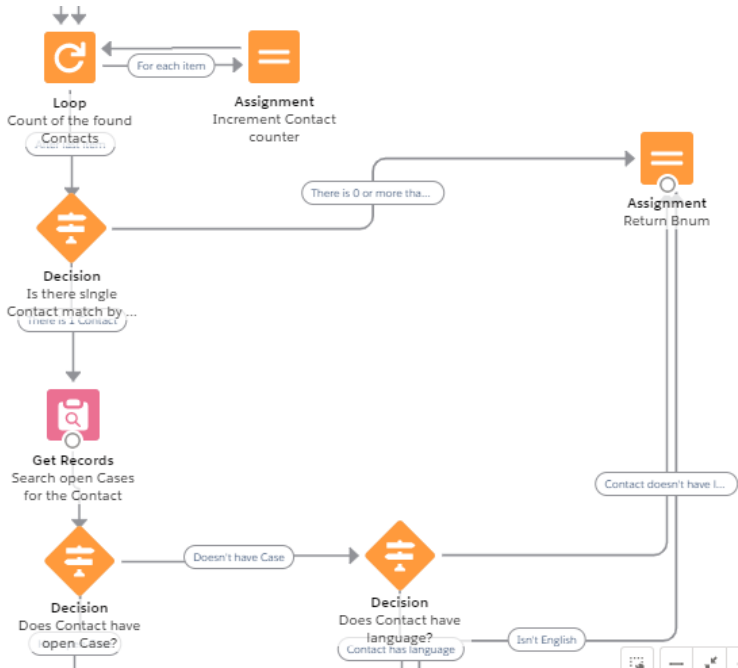 For each item
Loop
Count of the found
Contacts
After last item
Assignment
Increment Contact
counter
There is 0 or more tha...
Assignment
Return Bnum
Decision
Is there single
Contact match by ...
There is 1 Contact
Get Records
Search open Cases
for the Contact
Contact doesn't have l...
Doesn't have Case
Decision
Does Contact have
open Case?
Decision
Does Contact have
language?
Contact has language
Isn't English